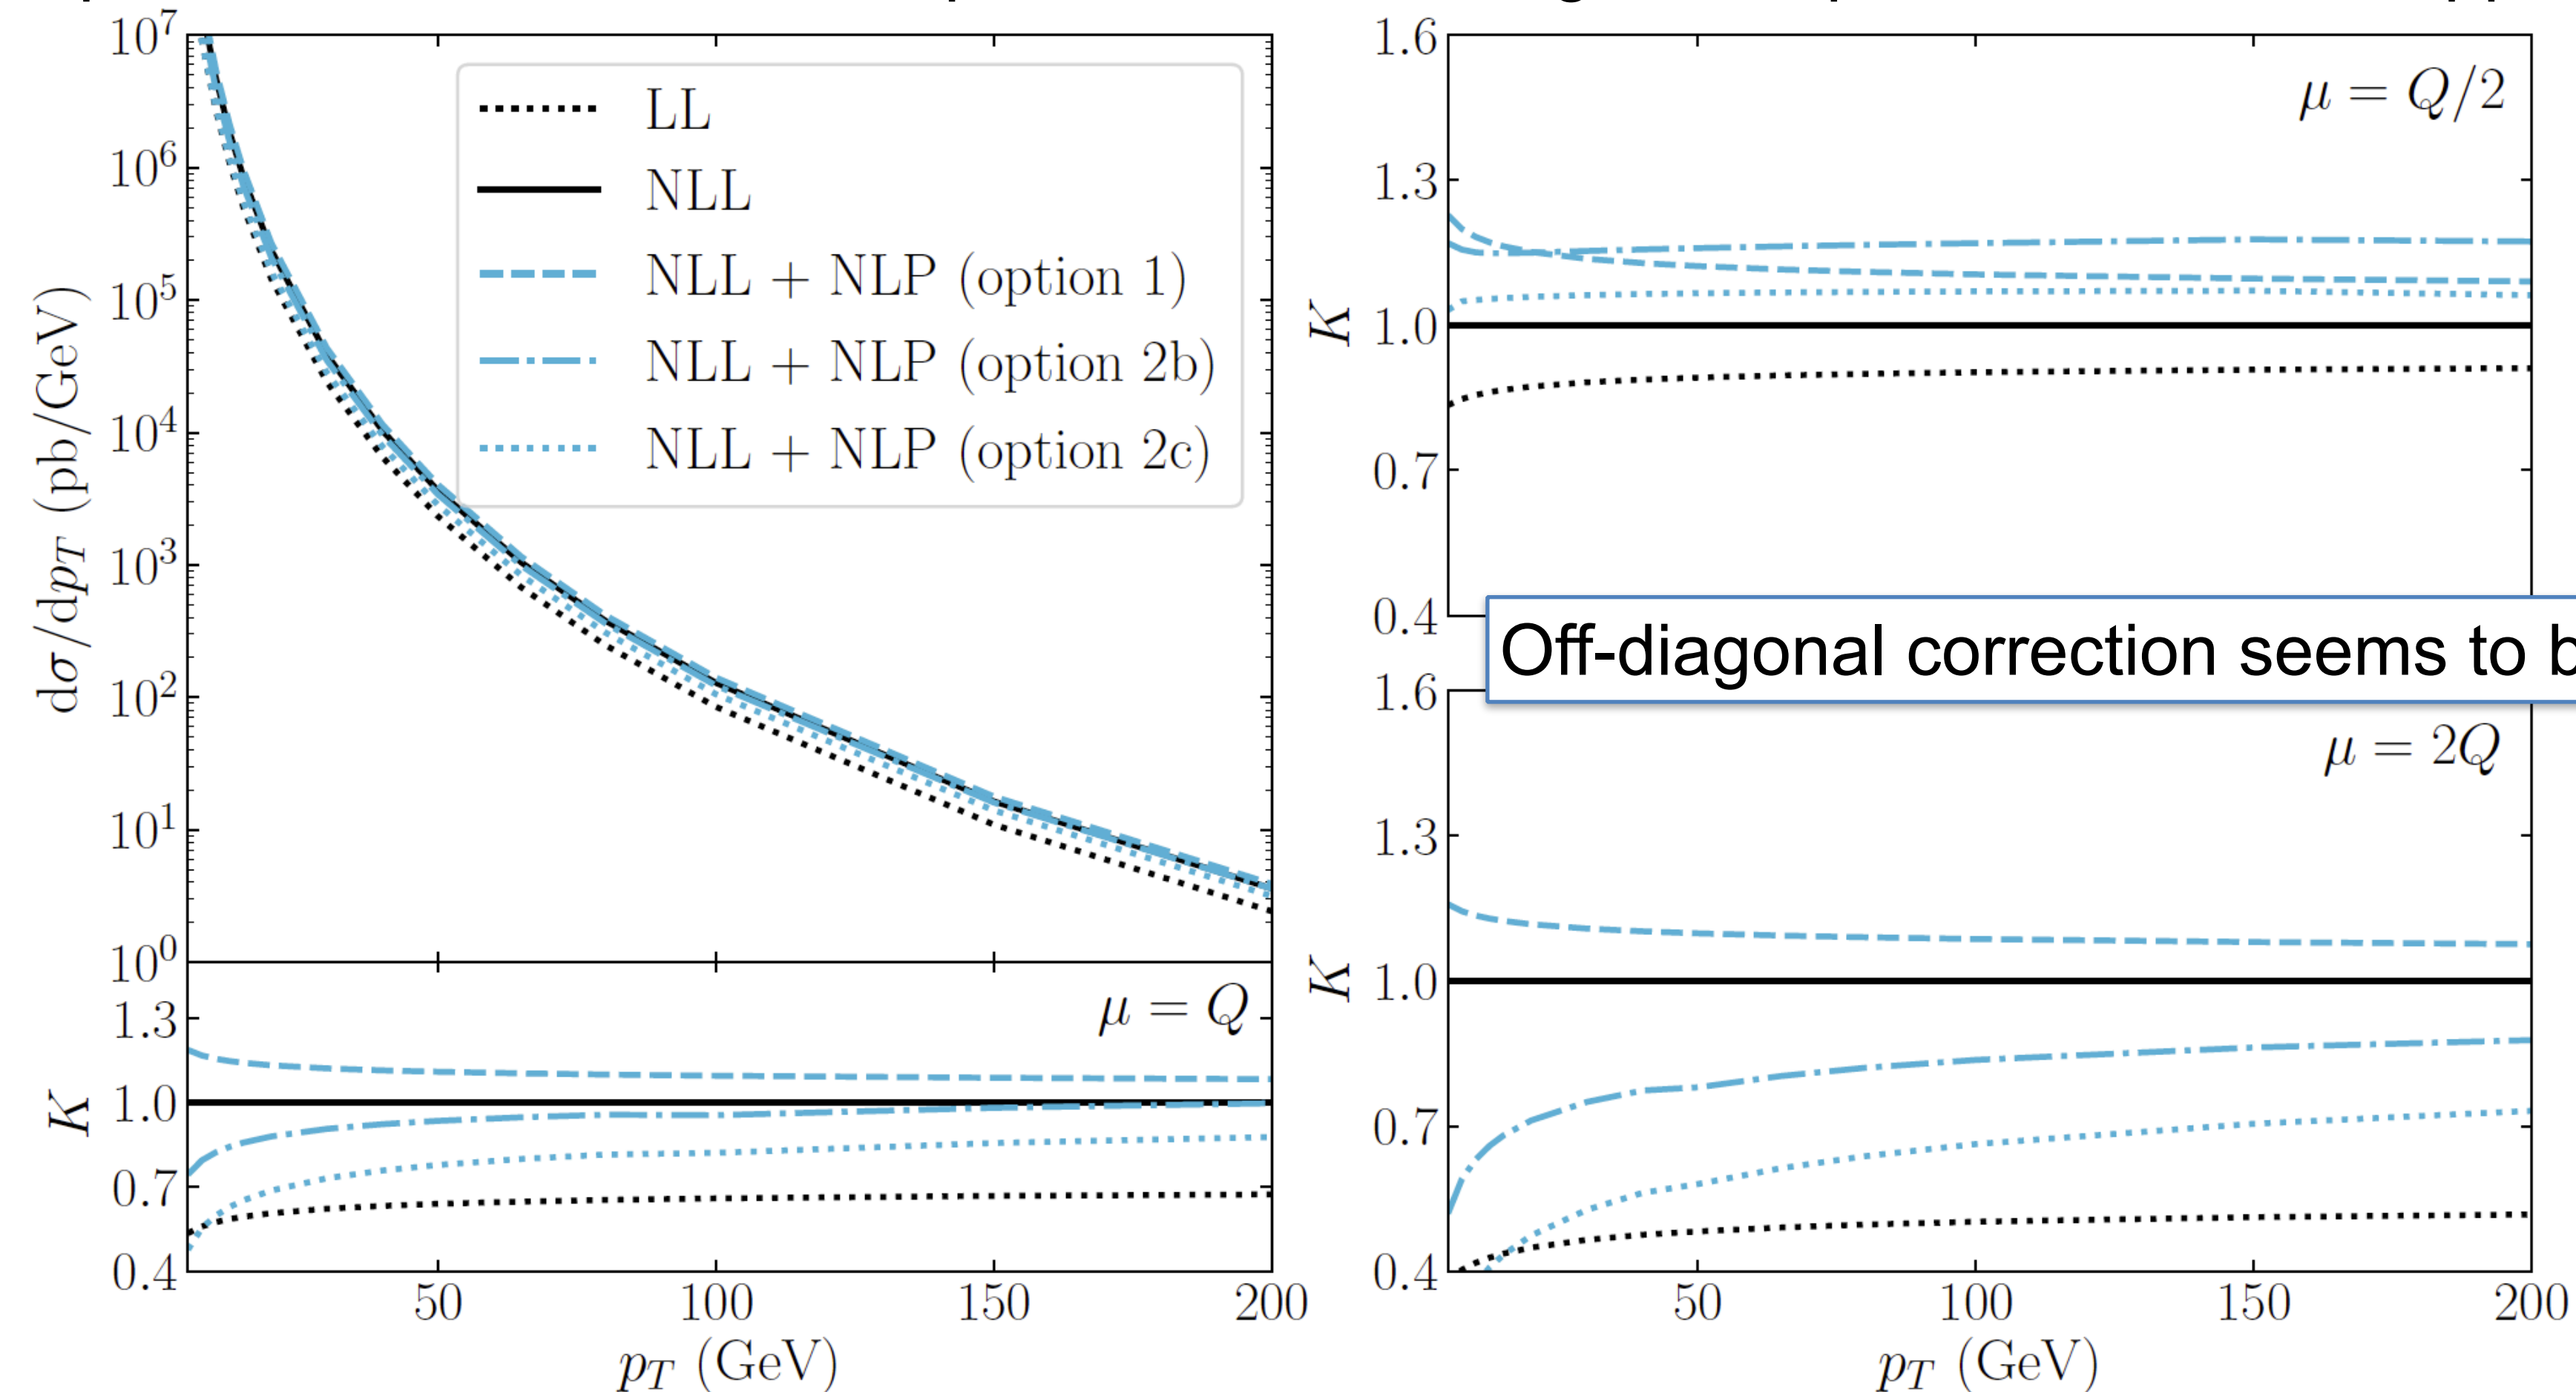 10^7
10^6
10^5
10^4
10^3
10^2
10^1
10^0
dσ/dp_T (pb/GeV)
LL
NLL
NLL + NLP (option 1)
NLL + NLP (option 2b)
NLL + NLP (option 2c)
1.3
1.0
0.7
0.4
K
μ = Q
50 100 150 200
p_T (GeV)
1.6
1.3
1.0
0.7
0.4
K
μ = Q/2
Off-diagonal correction seems to b
1.6
1.3
1.0
0.7
0.4
K
μ = 2Q
50 100 150 200
p_T (GeV)